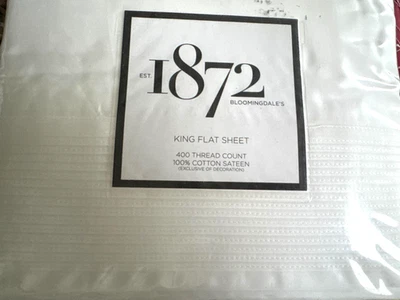 EST. 1872
BLOOMINGDALE'S
KING FLAT SHEET
400 THREAD COUNT
100% COTTON SATEEN
(EXCLUSIVE OF DECORATION)